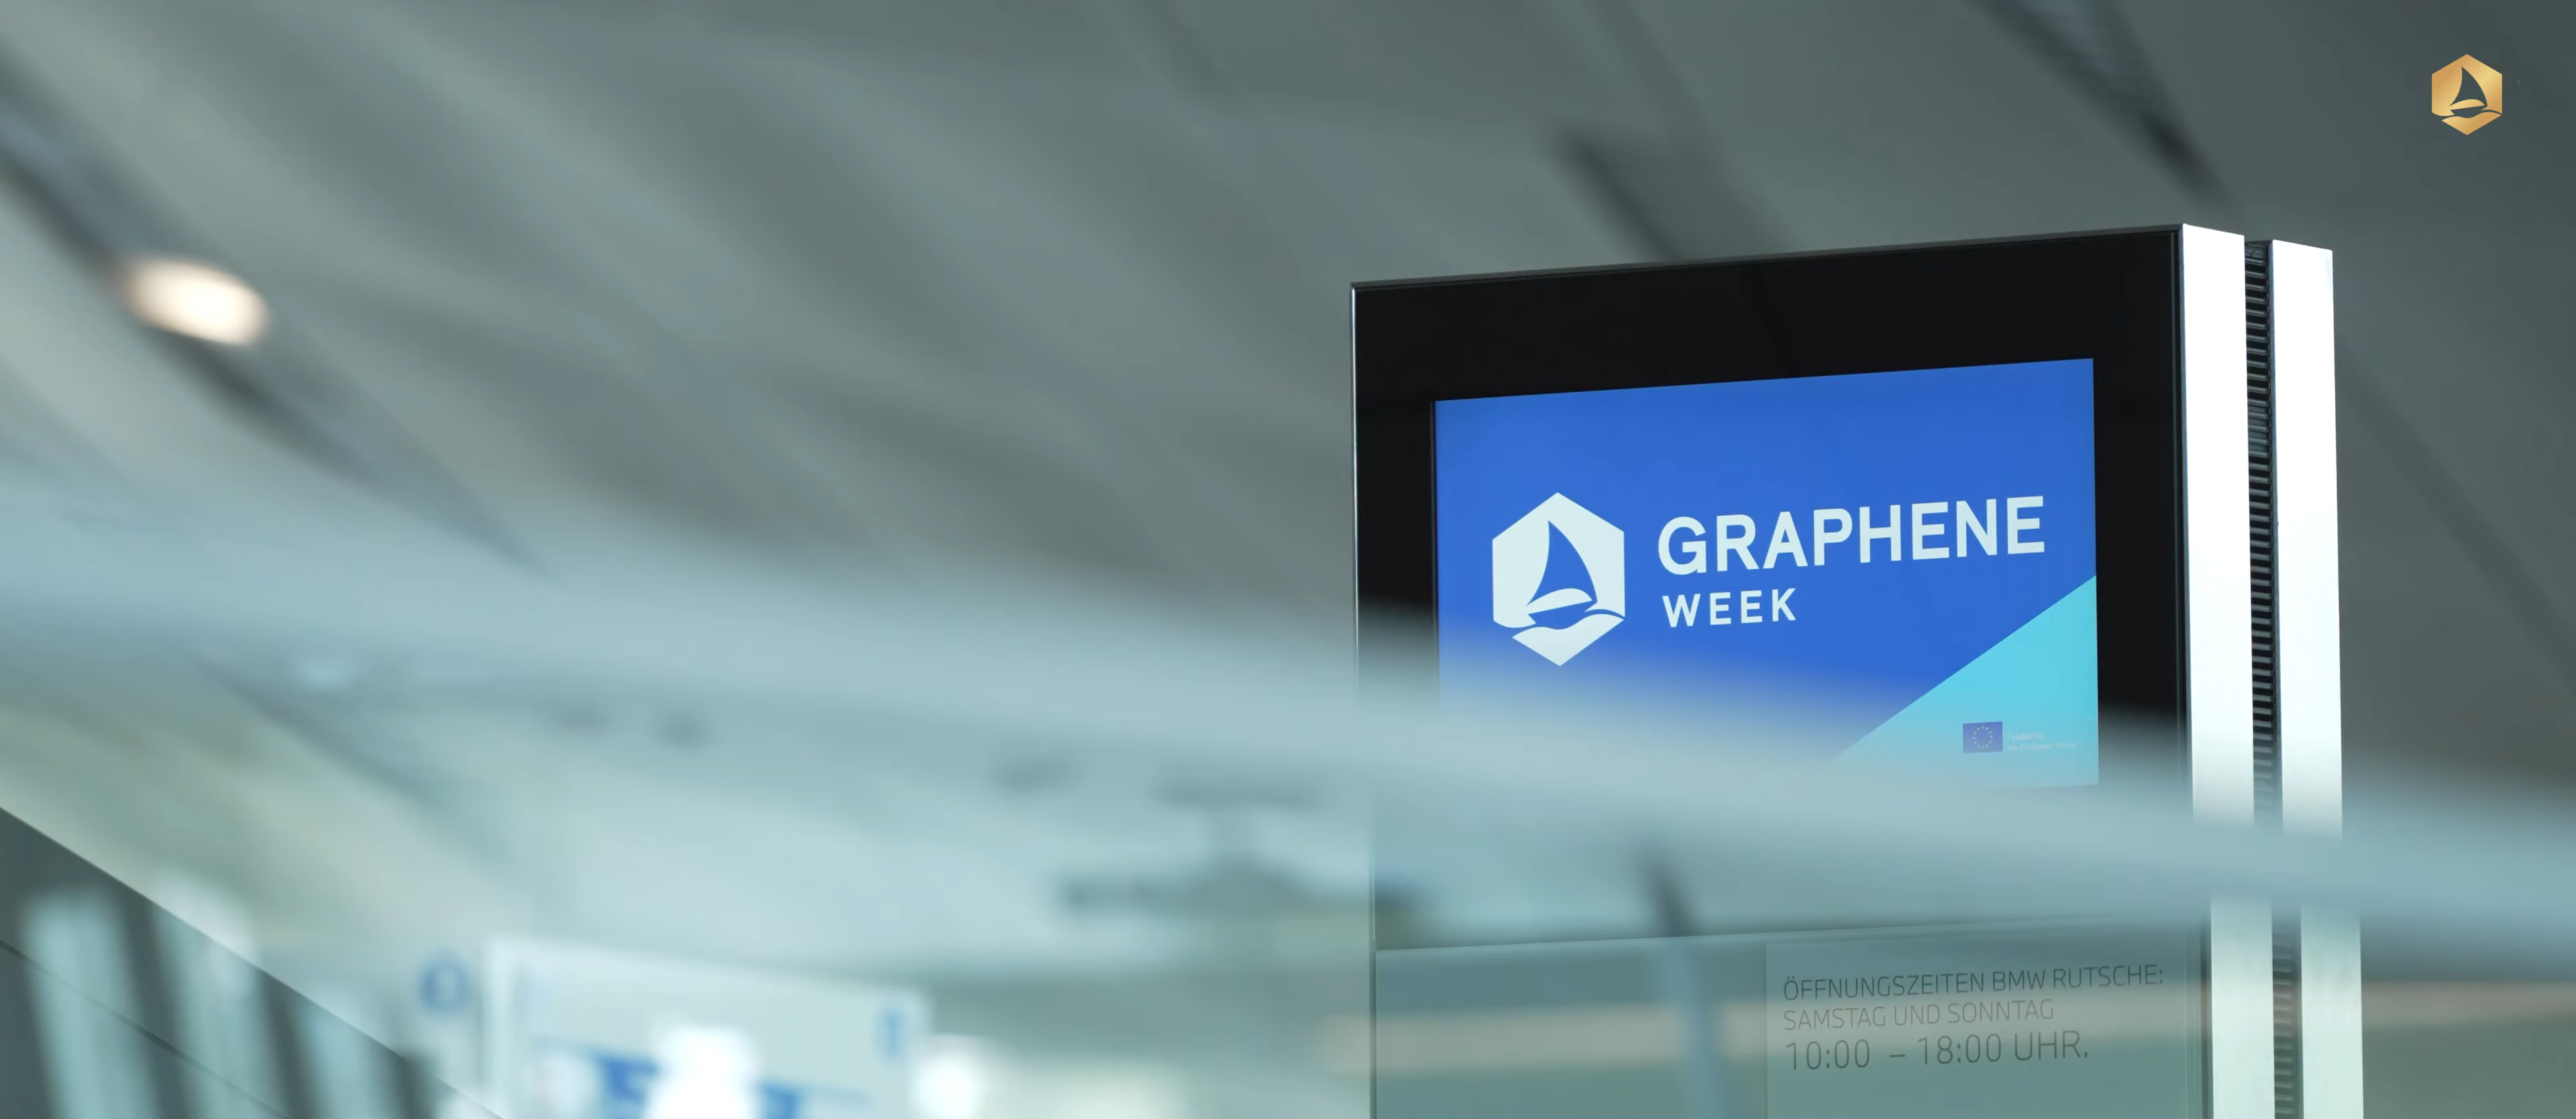 GRAPHENE
WEEK
ÖFFNUNGSZEITEN BMW RUTSCHE:
SAMSTAG UND SONNTAG
10:00 – 18:00 UHR.